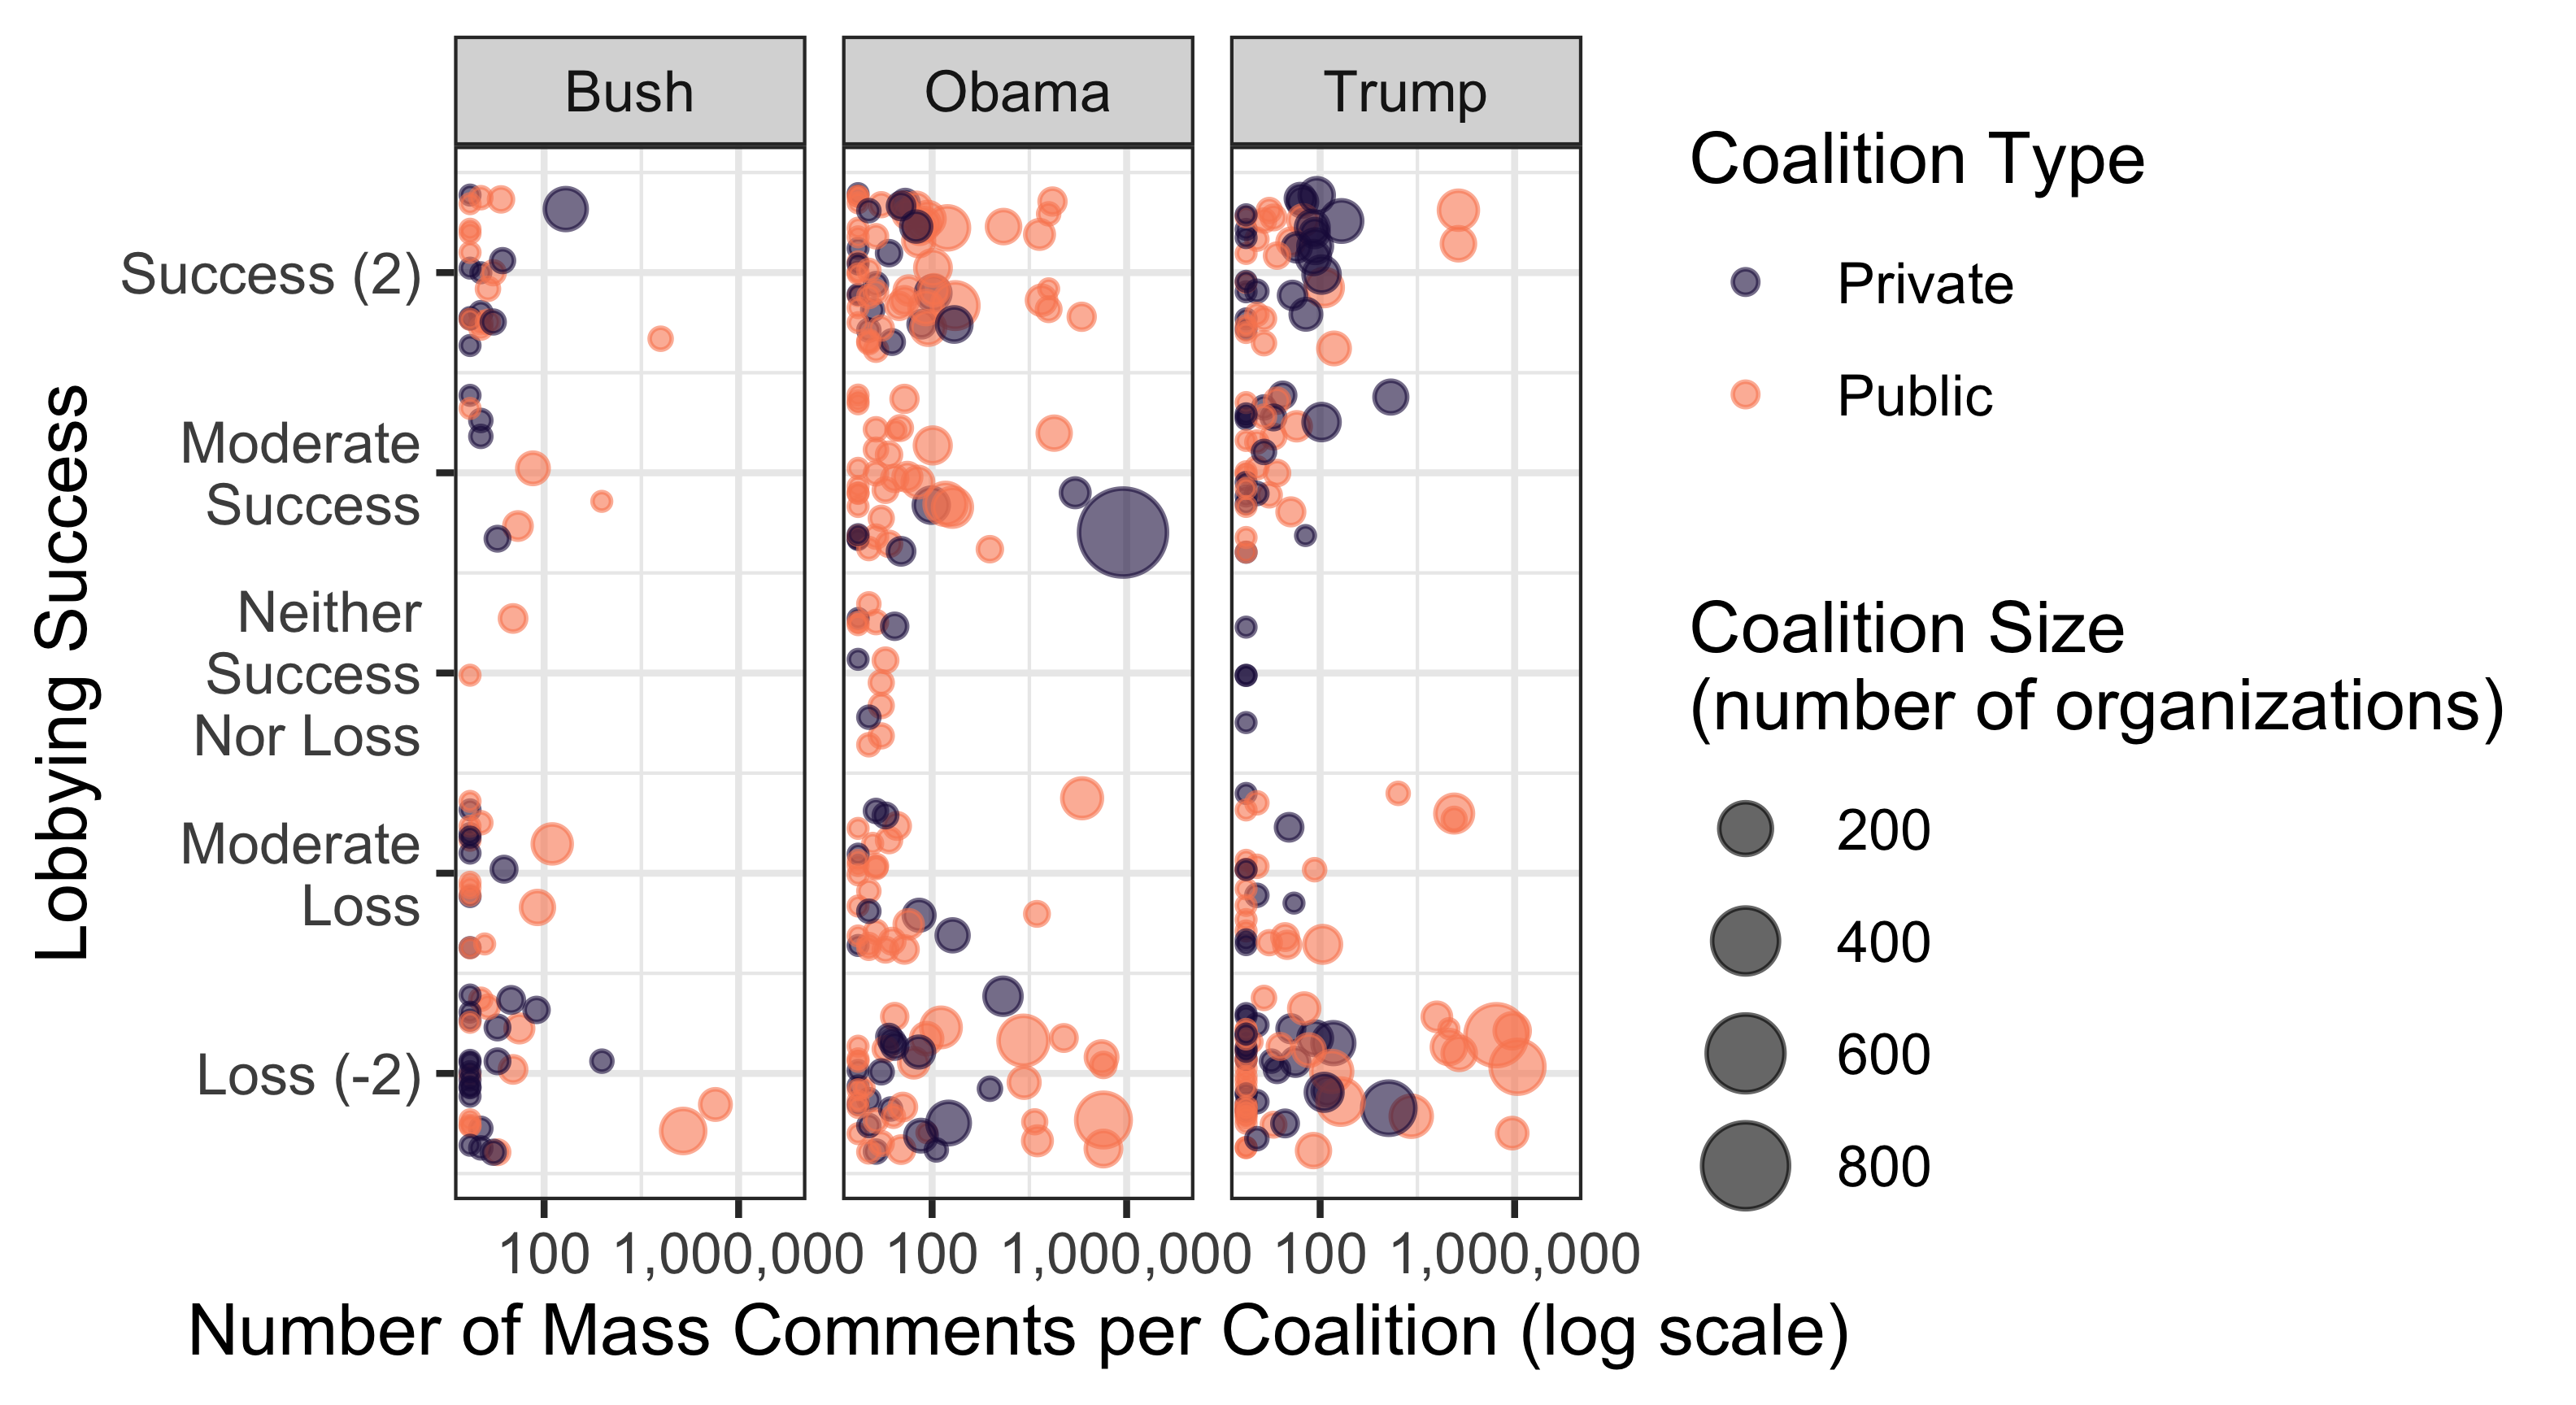 Bush
Obama
Trump
Lobbying Success
Success (2)
Moderate
Success
Neither
Success
Nor Loss
Moderate
Loss
Loss (-2)
100
1,000,000
100
1,000,000
100
1,000,000
Number of Mass Comments per Coalition (log scale)
Coalition Type
Private
Public
Coalition Size
(number of organizations)
200
400
600
800